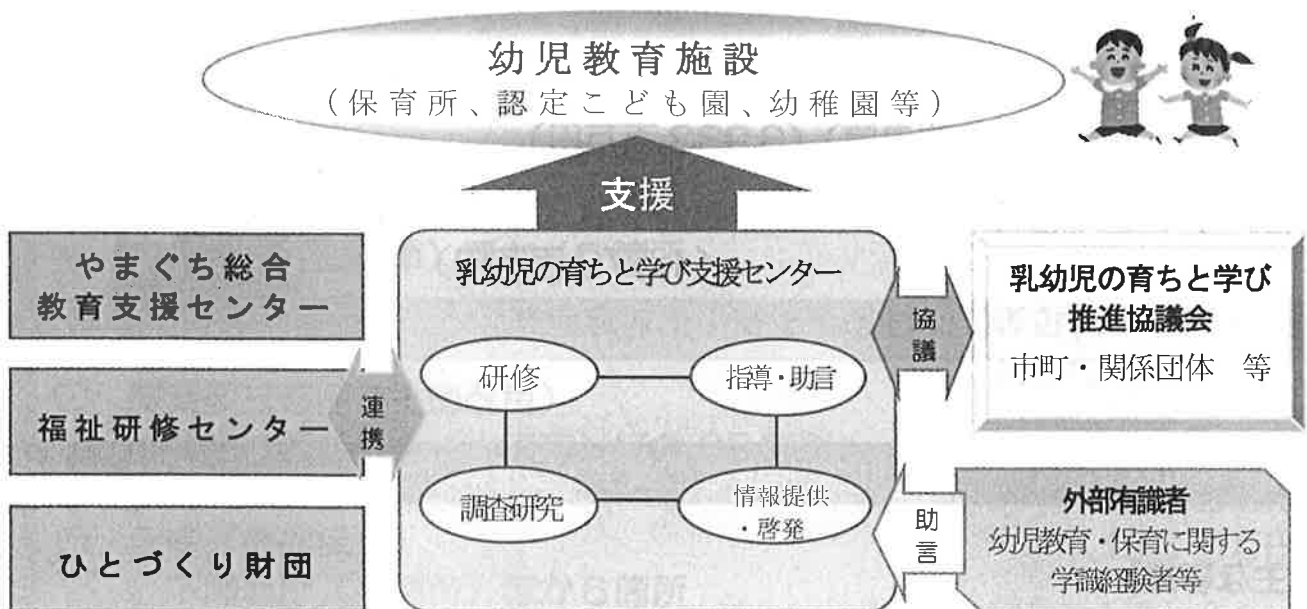 幼児教育施設
（保育所、認定こども園、幼稚園等）
支援
やまぐち総合
教育支援センター
福祉研修センター
ひとづくり財団
連携
乳幼児の育ちと学び支援センター
研修
指導・助言
調査研究
情報提供
・啓発
協議
乳幼児の育ちと学び
推進協議会
市町・関係団体　等
助言
外部有識者
幼児教育・保育に関する
学識経験者等